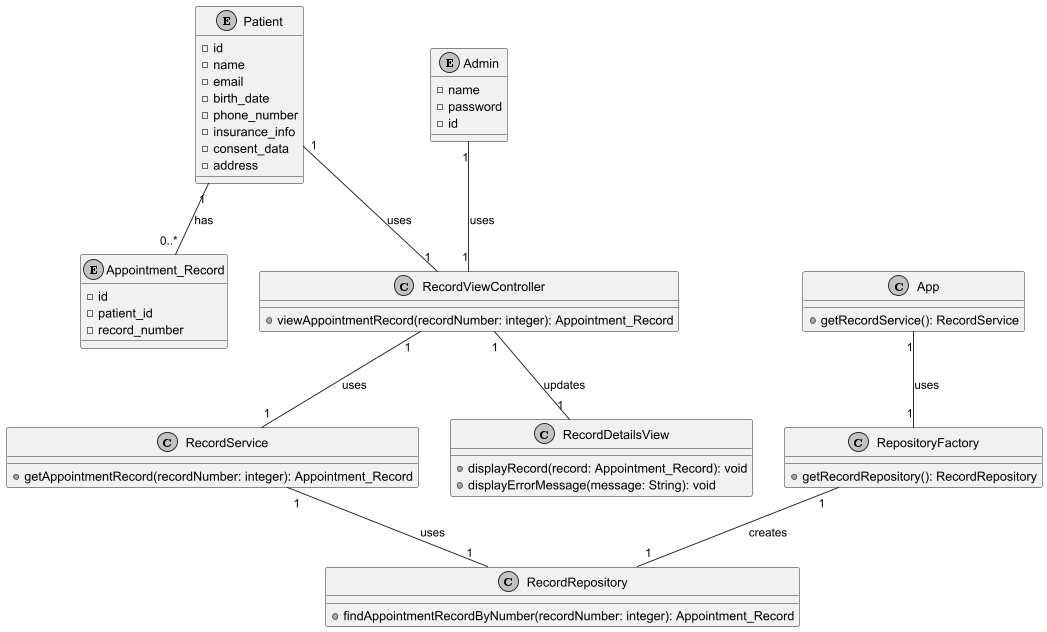 E Patient
id
name
email
birth_date
phone_number
insurance_info
consent_data
address
E Admin
name
password
id
1
1
1
has
uses
uses
0..*
1
1
E Appointment_Record
id
patient_id
record_number
C RecordViewController
viewAppointmentRecord(recordNumber: integer): Appointment_Record
C App
getRecordService(): RecordService
1
1
1
uses
updates
uses
1
1
1
C RecordService
getAppointmentRecord(recordNumber: integer): Appointment_Record
C RecordDetailsView
displayRecord(record: Appointment_Record): void
displayErrorMessage(message: String): void
C RepositoryFactory
getRecordRepository(): RecordRepository
1
1
uses
creates
1
1
C RecordRepository
findAppointmentRecordByNumber(recordNumber: integer): Appointment_Record